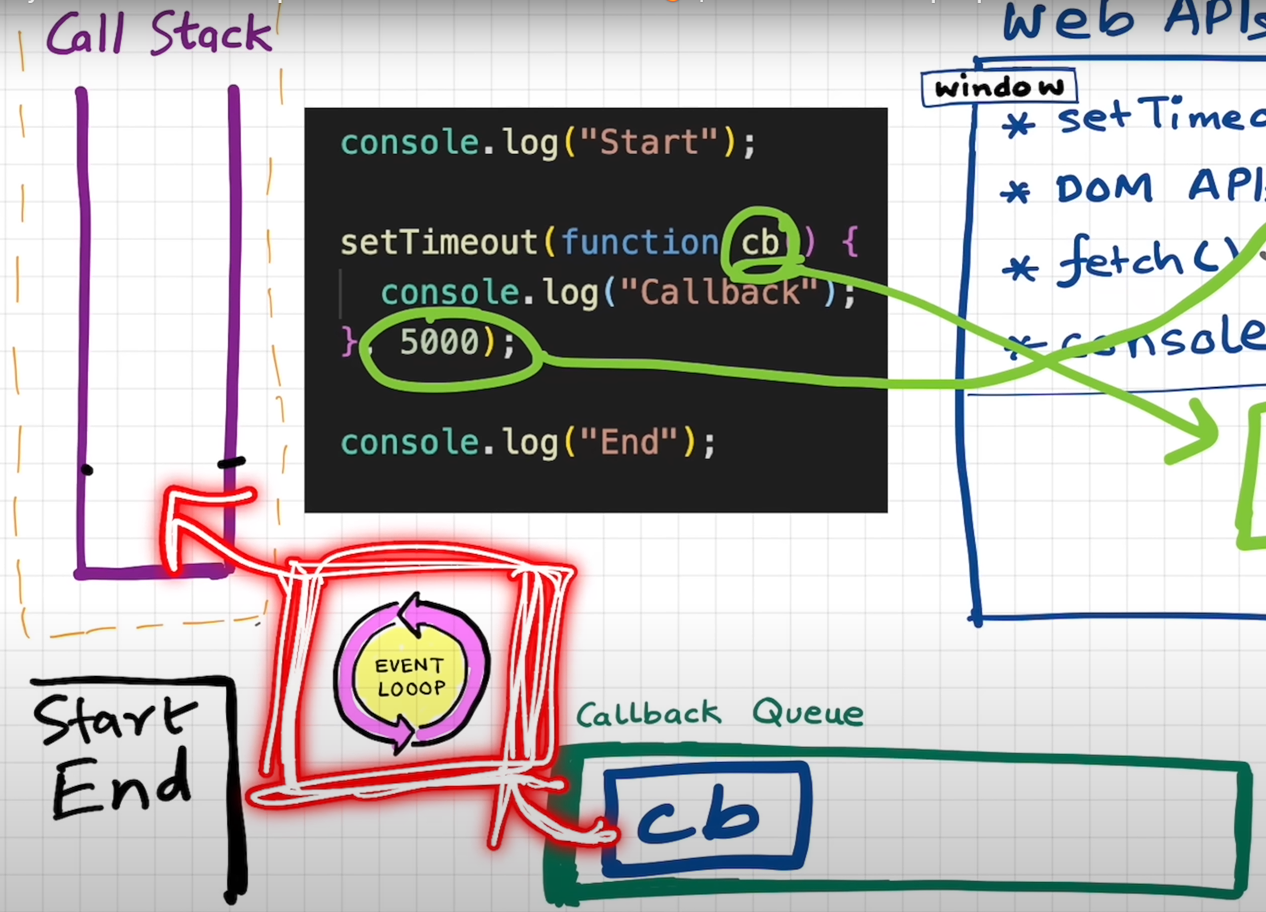 Call Stack
Web APIs
window
* setTimeo
* DOM APIs
* fetch()
* console
console.log("Start");
setTimeout(function cb() {
console.log("Callback");
}, 5000);
console.log("End");
EVENT
LOOOP
Start
End
Callback Queue
cb